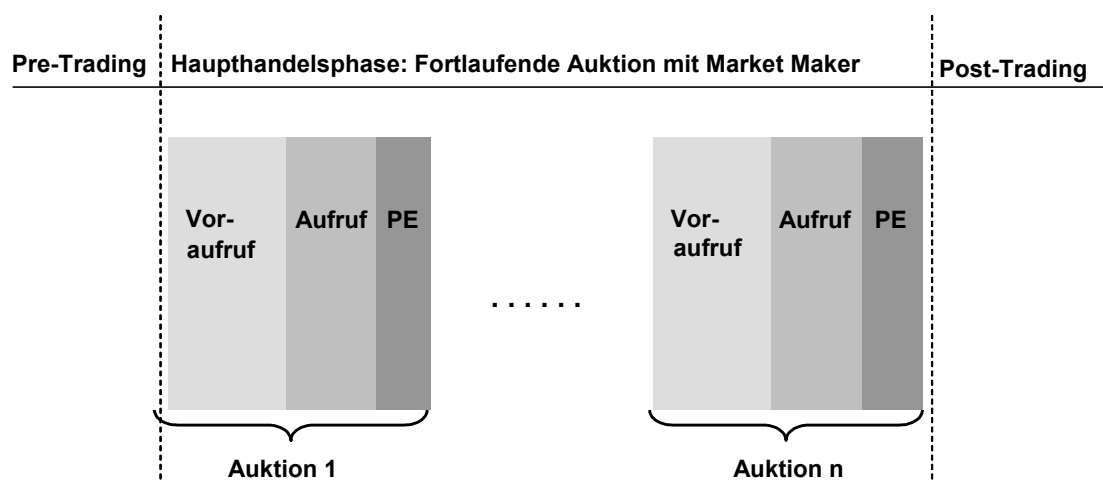 Pre-Trading
Haupthandelsphase: Fortlaufende Auktion mit Market Maker
Post-Trading
Vor-
aufruf
Aufruf
PE
......
Vor-
aufruf
Aufruf
PE
Auktion 1
Auktion n